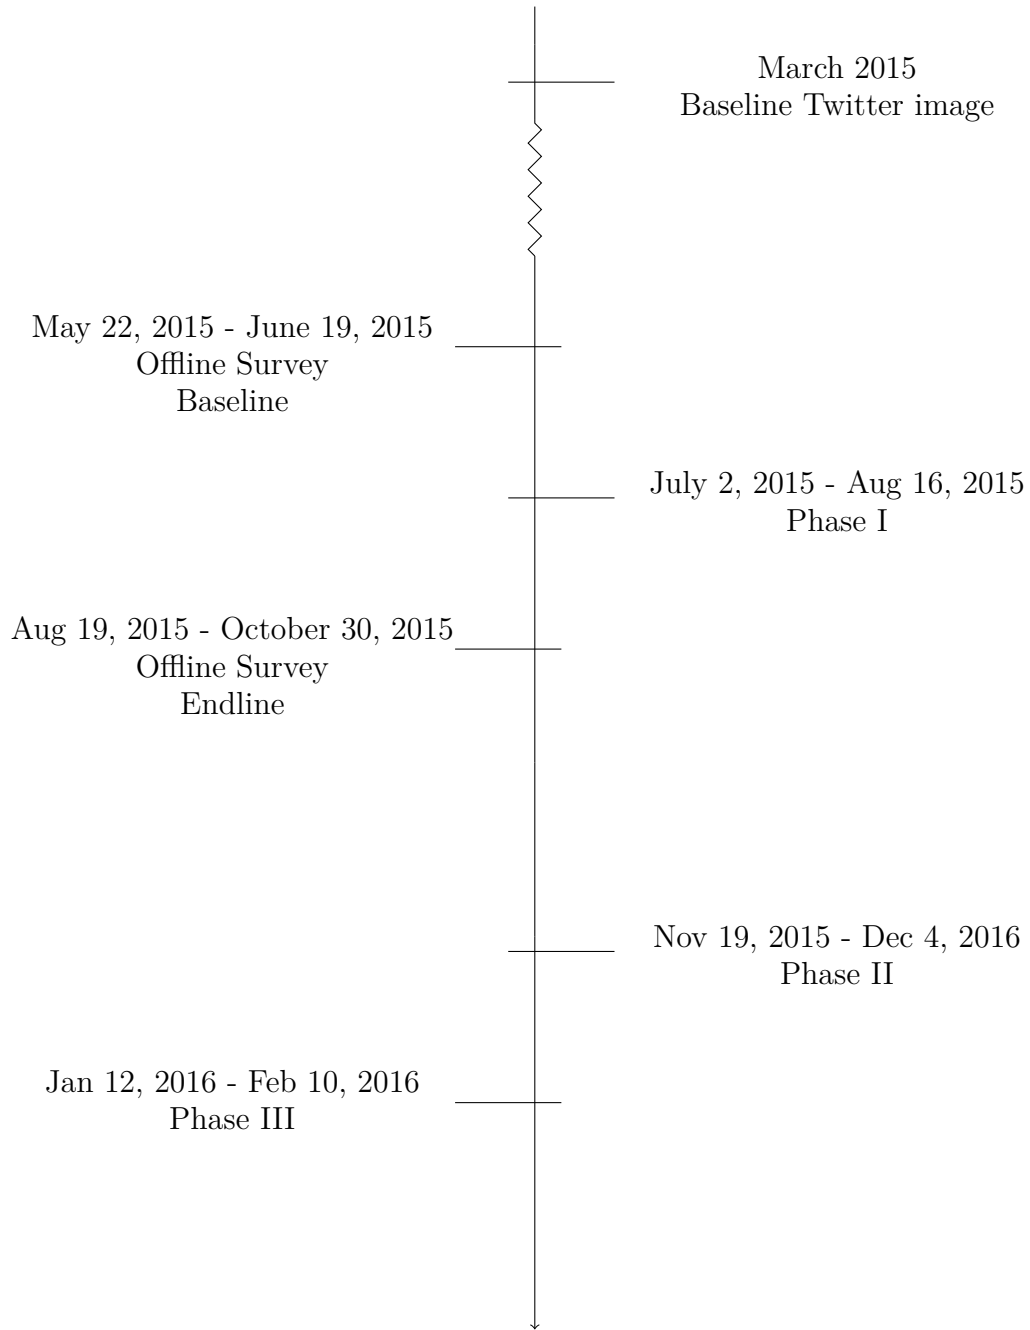 March 2015
Baseline Twitter image
May 22, 2015 - June 19, 2015
Offline Survey
Baseline
July 2, 2015 - Aug 16, 2015
Phase I
Aug 19, 2015 - October 30, 2015
Offline Survey
Endline
Nov 19, 2015 - Dec 4, 2016
Phase II
Jan 12, 2016 - Feb 10, 2016
Phase III